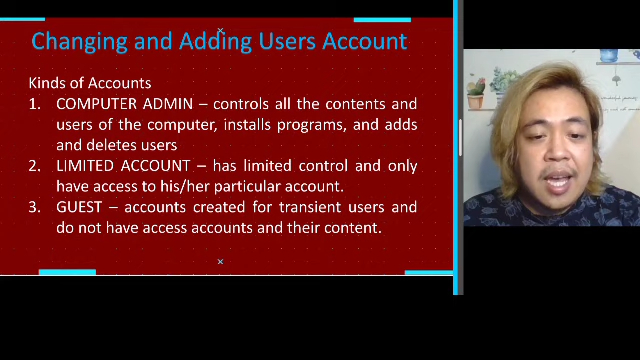 Changing and Adding Users Account
Kinds of Accounts
1. COMPUTER ADMIN – controls all the contents and
users of the computer, installs programs, and adds
and deletes users
2. LIMITED ACCOUNT – has limited control and only
have access to his/her particular account.
3. GUEST – accounts created for transient users and
do not have access accounts and their content.